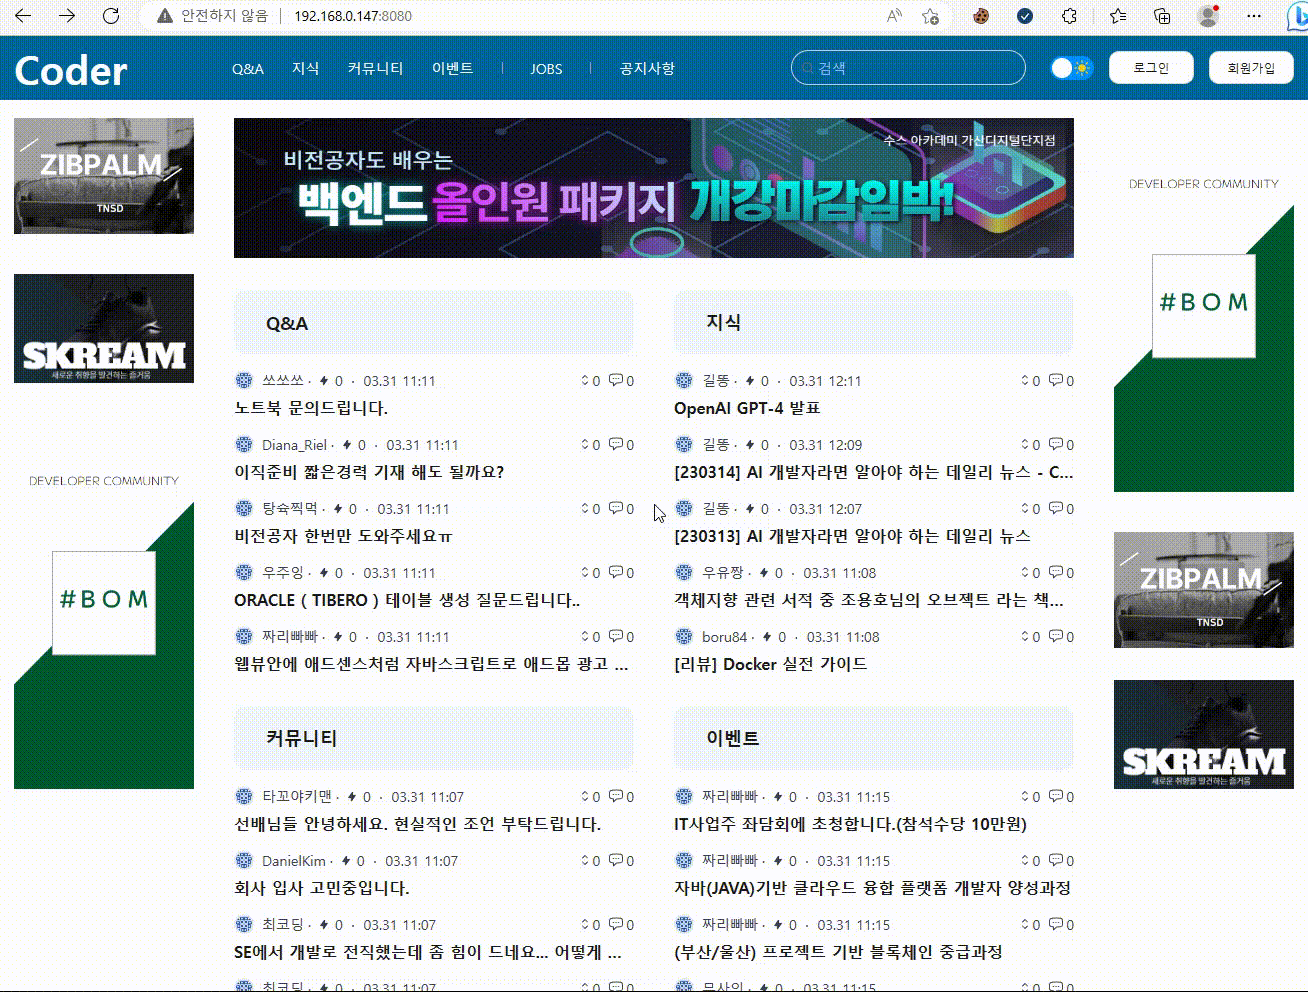 안전하지 않음 192.168.0.147:8080
Coder
Q&A 지식 커뮤니티 이벤트 JOBS 공지사항
검색
로그인 회원가입
ZIBPALM
TNSD
SKREAM
새로운 취향을 발견하는 즐거움
DEVELOPER COMMUNITY
#BOM
수스 아카데미 가산디지털단지점
비전공자도 배우는
백엔드 올인원 패키지 개강마감임박!
Q&A
쏘쏘쏘 · 0 · 03.31 11:11 0 0
노트북 문의드립니다.
Diana_Riel · 0 · 03.31 11:11 0 0
이직준비 짧은경력 기재 해도 될까요?
탕슉찍먹 · 0 · 03.31 11:11 0 0
비전공자 한번만 도와주세요ㅠ
우주잉 · 0 · 03.31 11:11 0 0
ORACLE ( TIBERO ) 테이블 생성 질문드립니다..
짜리빠빠 · 0 · 03.31 11:11 0 0
웹뷰안에 애드센스처럼 자바스크립트로 애드몹 광고 ...
지식
길뚱 · 0 · 03.31 12:11 0 0
OpenAI GPT-4 발표
길뚱 · 0 · 03.31 12:09 0 0
[230314] AI 개발자라면 알아야 하는 데일리 뉴스 - C...
길뚱 · 0 · 03.31 12:07 0 0
[230313] AI 개발자라면 알아야 하는 데일리 뉴스
우유짱 · 0 · 03.31 11:08 0 0
객체지향 관련 서적 중 조용호님의 오브젝트 라는 책...
boru84 · 0 · 03.31 11:08 0 0
[리뷰] Docker 실전 가이드
커뮤니티
타꼬야키맨 · 0 · 03.31 11:07 0 0
선배님들 안녕하세요. 현실적인 조언 부탁드립니다.
DanielKim · 0 · 03.31 11:07 0 0
회사 입사 고민중입니다.
최코딩 · 0 · 03.31 11:07 0 0
SE에서 개발로 전직했는데 좀 힘이 드네요... 어떻게 ...
최코딩 · 0 · 03.31 11:07 0 0
이벤트
짜리빠빠 · 0 · 03.31 11:15 0 0
IT사업주 좌담회에 초청합니다.(참석수당 10만원)
짜리빠빠 · 0 · 03.31 11:15 0 0
자바(JAVA)기반 클라우드 융합 플랫폼 개발자 양성과정
짜리빠빠 · 0 · 03.31 11:15 0 0
(부산/울산) 프로젝트 기반 블록체인 중급과정
0 · 03.31 11:15 0 0
DEVELOPER COMMUNITY
#BOM
ZIBPALM
TNSD
SKREAM
새로운 취향을 발견하는 즐거움